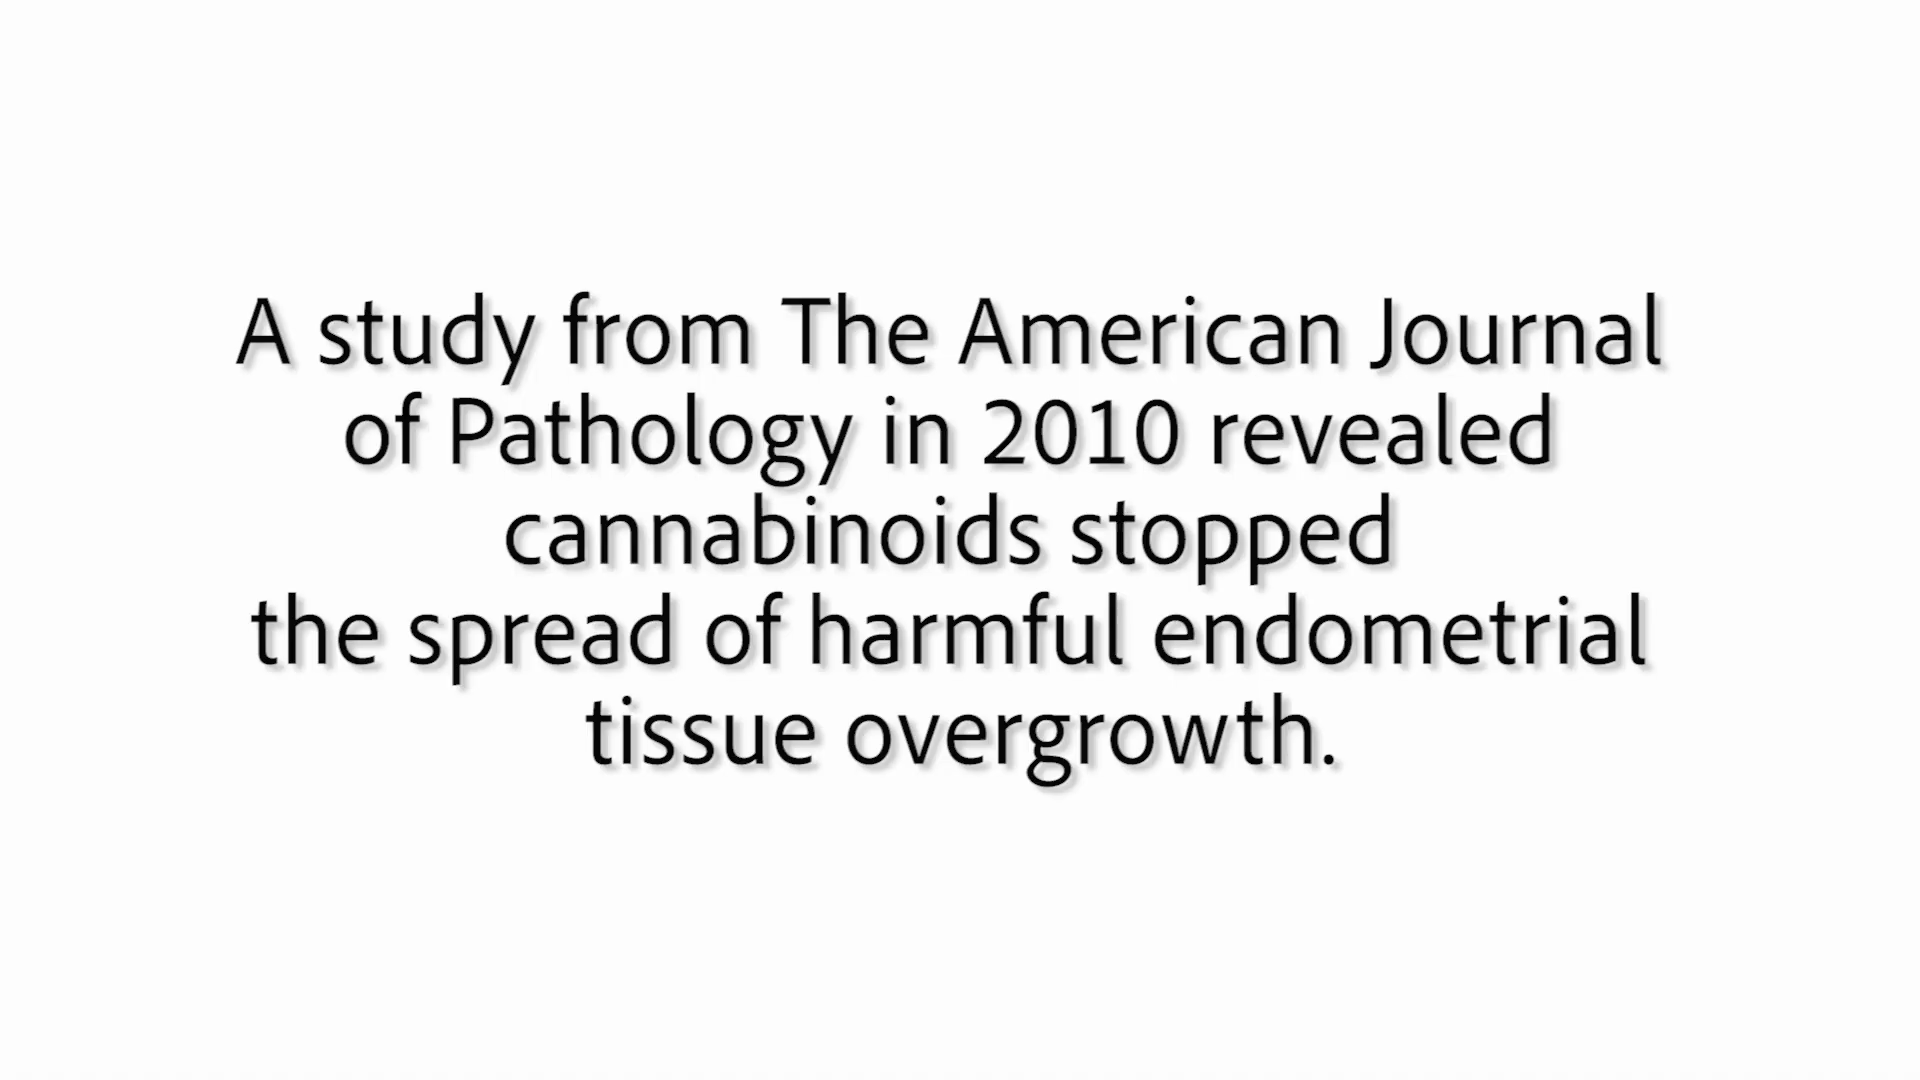 A study from The American Journal
of Pathology in 2010 revealed
cannabinoids stopped
the spread of harmful endometrial
tissue overgrowth.